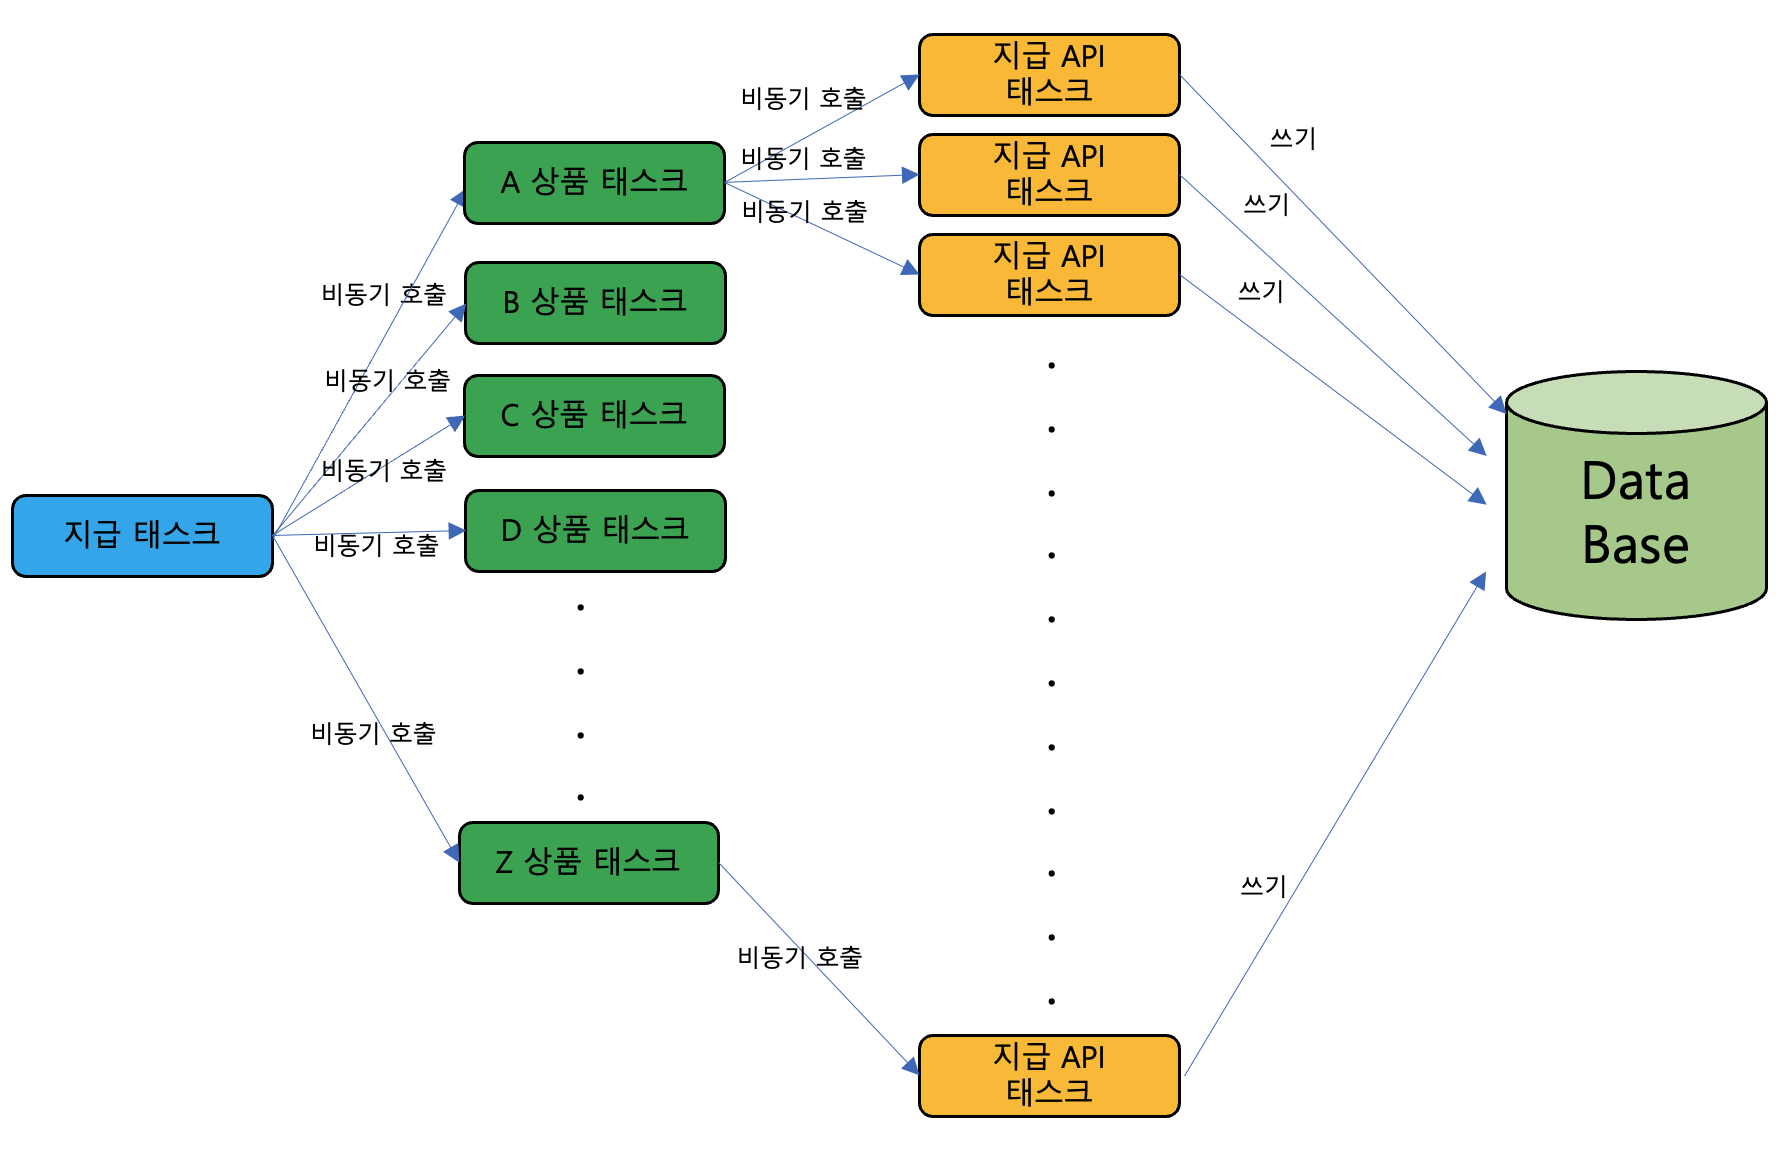 지급 태스크
비동기 호출
비동기 호출
비동기 호출
비동기 호출
비동기 호출
A 상품 태스크
B 상품 태스크
C 상품 태스크
D 상품 태스크
Z 상품 태스크
비동기 호출
비동기 호출
비동기 호출
비동기 호출
지급 API
태스크
지급 API
태스크
지급 API
태스크
지급 API
태스크
쓰기
쓰기
쓰기
쓰기
Data
Base